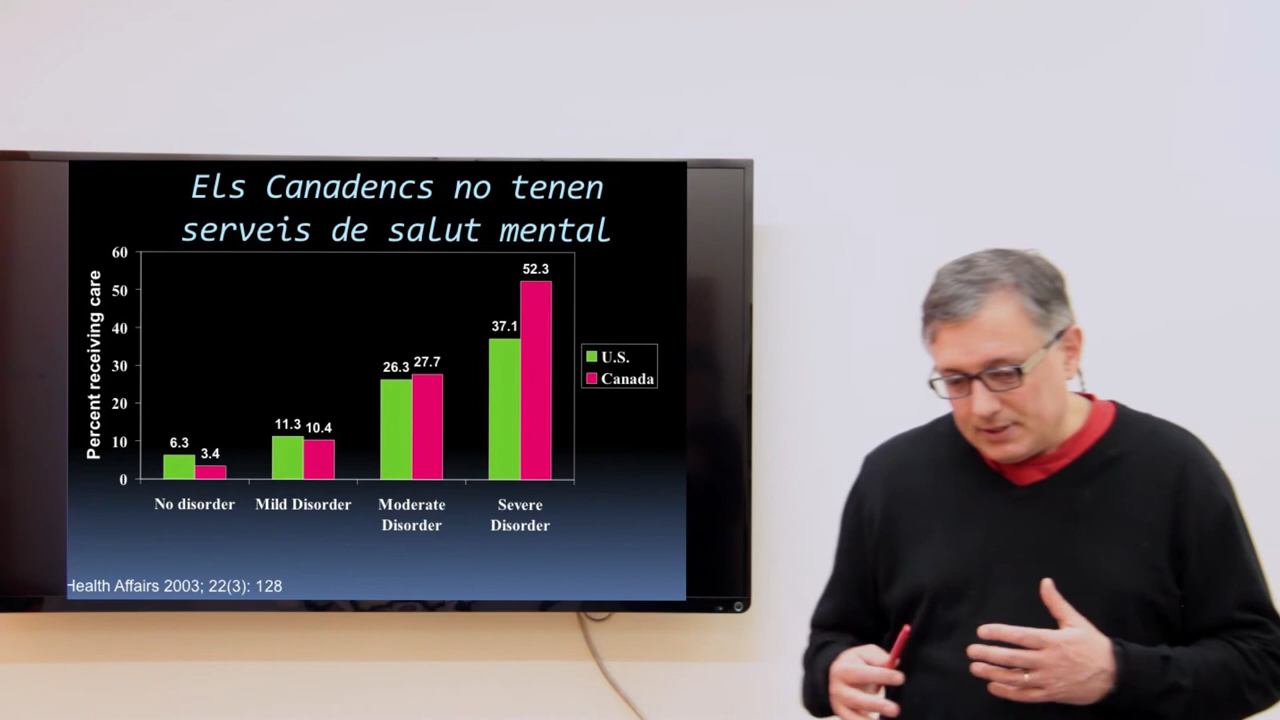 Els Canadencs no tenen
serveis de salut mental
Percent receiving care
60
50
40
30
20
10
0
6.3
3.4
11.3
10.4
26.3
27.7
37.1
52.3
U.S.
Canada
No disorder
Mild Disorder
Moderate
Disorder
Severe
Disorder
Health Affairs 2003; 22(3): 128